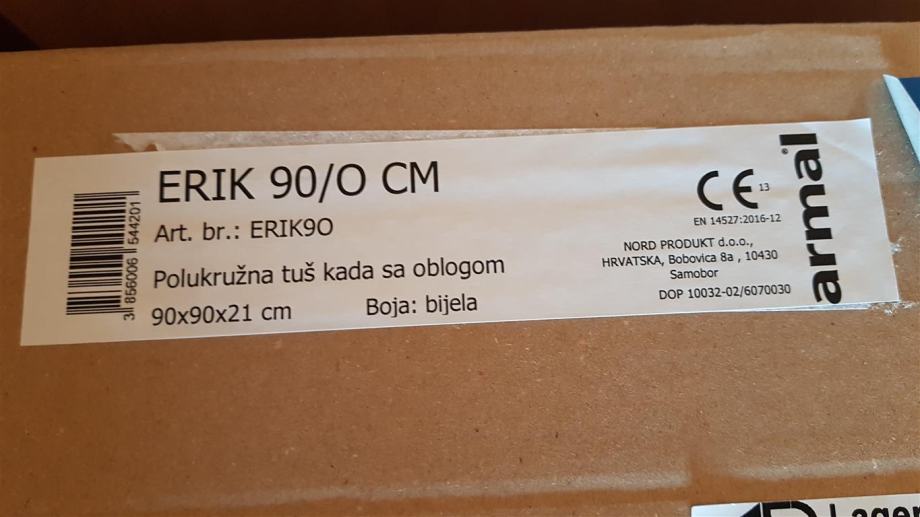 ERIK 90/O CM
Art. br.: ERIK9O
Polukružna tuš kada sa oblogom
90x90x21 cm Boja: bijela
3 856006 544201
CE 13
EN 14527:2016-12
NORD PRODUKT d.o.o.,
HRVATSKA, Bobovica 8a , 10430
Samobor
DOP 10032-02/6070030
armal®